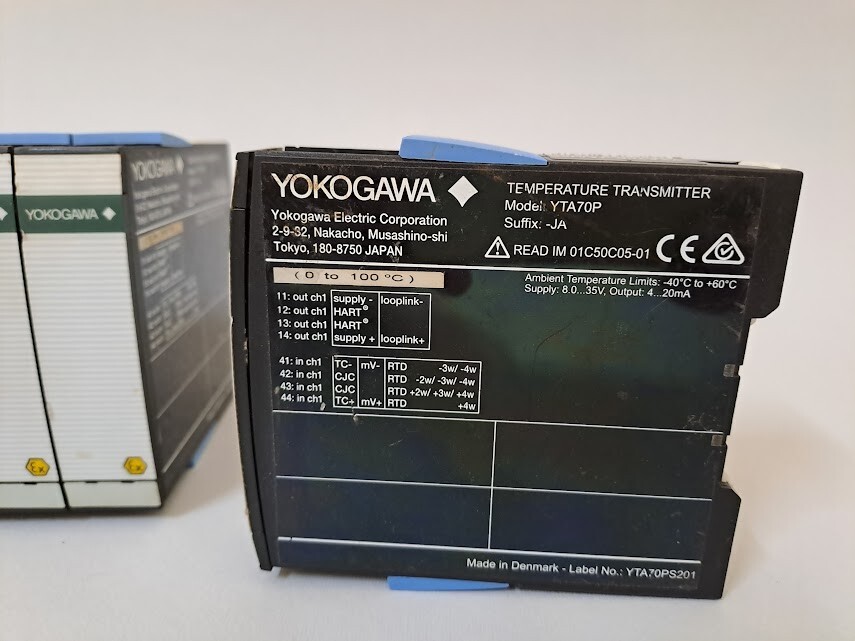 YOKOGAWA
YOKOGAWA
YOKOGAWA
TEMPERATURE TRANSMITTER
Model: YTA70P
Suffix: -JA
Yokogawa Electric Corporation
2-9-32, Nakacho, Musashino-shi
Tokyo, 180-8750 JAPAN
READ IM 01C50C05-01 CE
( 0 to 100 °C )
Ambient Temperature Limits: -40°C to +60°C
Supply: 8.0...35V, Output: 4...20mA
11: out ch1 supply - looplink-
12: out ch1 HART®
13: out ch1 HART®
14: out ch1 supply + looplink+
41: in ch1 TC- mV- RTD -3w/ -4w
42: in ch1 CJC RTD -2w/ -3w/ -4w
43: in ch1 CJC RTD +2w/ +3w/ +4w
44: in ch1 TC+ mV+ RTD +4w
Ex
Ex
Made in Denmark - Label No.: YTA70PS201